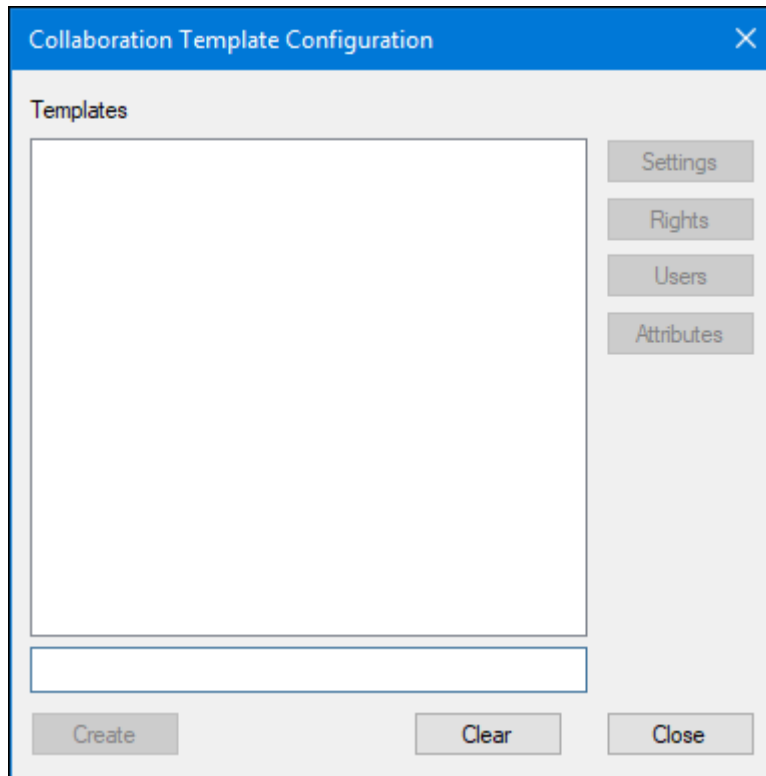 Collaboration Template Configuration
Templates
Settings
Rights
Users
Attributes
Create
Clear
Close